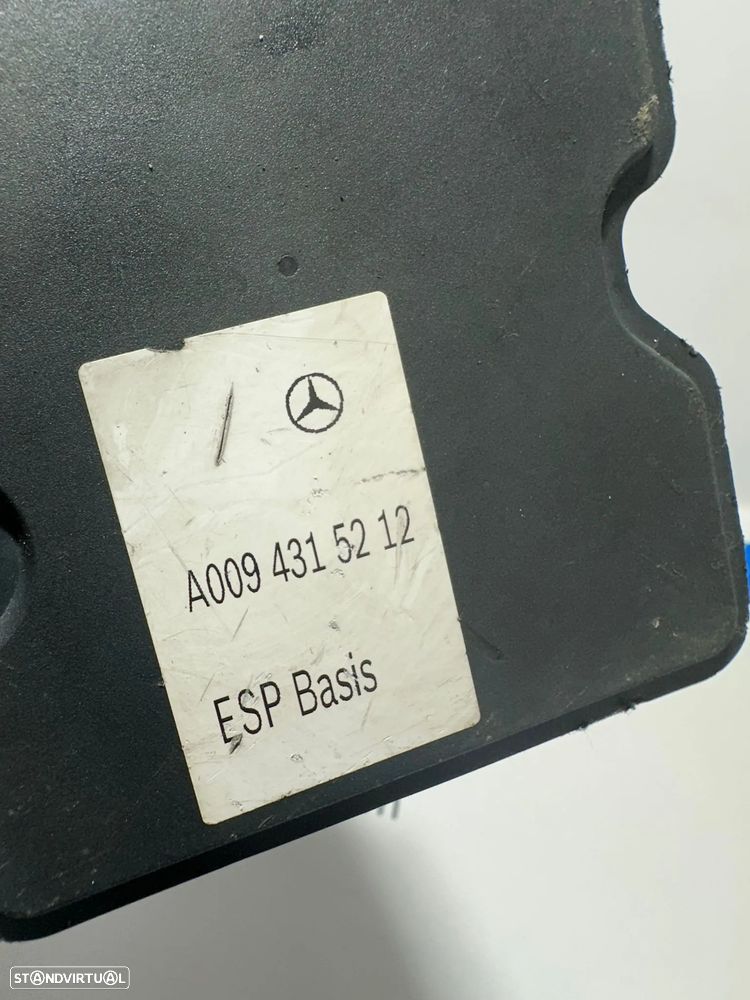 A009 431 52 12
ESP Basis
STANDVIRTUAL